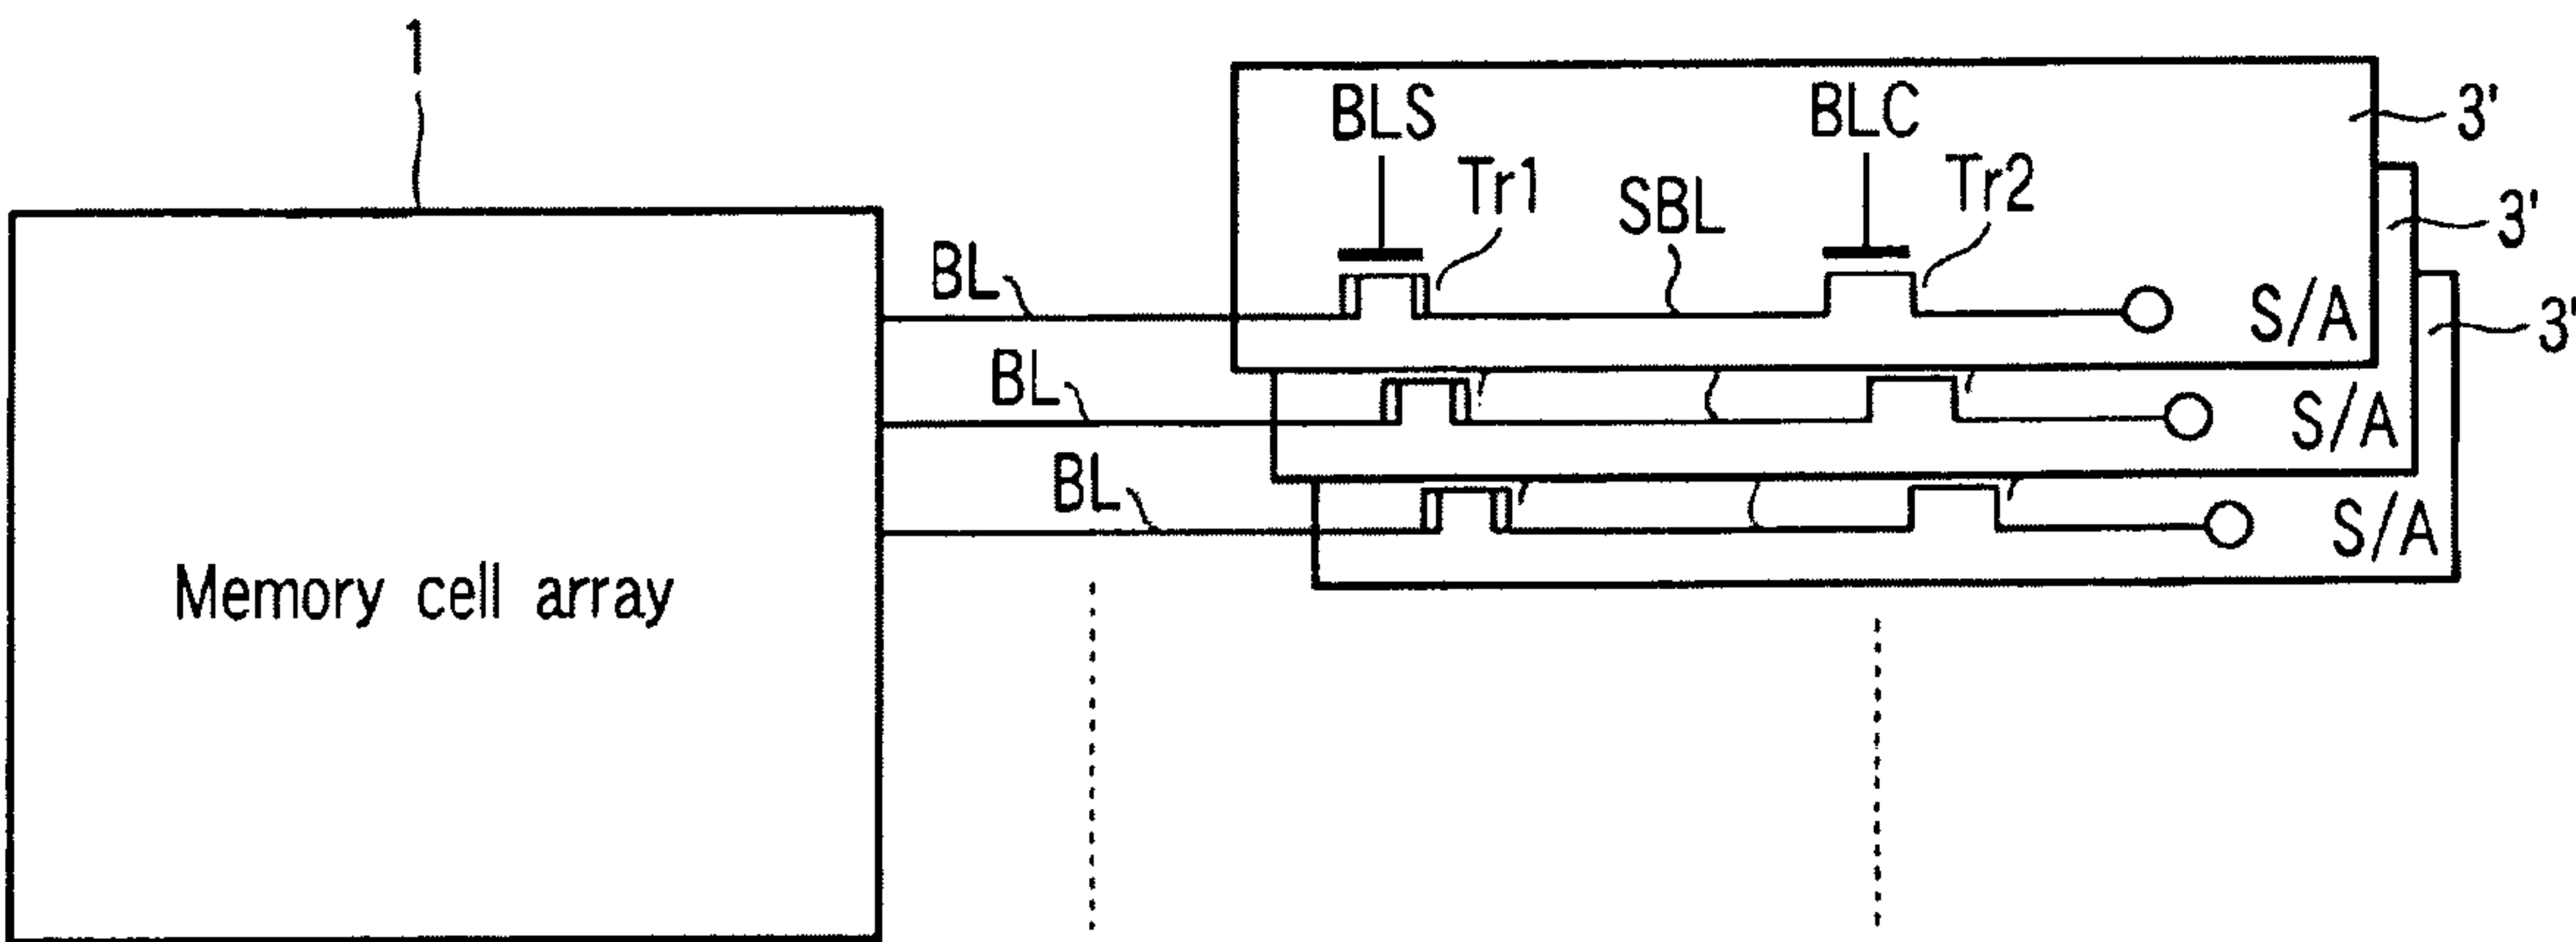 1
BLS
BLC
3'
Tr1
SBL
Tr2
3'
BL
S/A
3'
BL
S/A
BL
S/A
Memory cell array